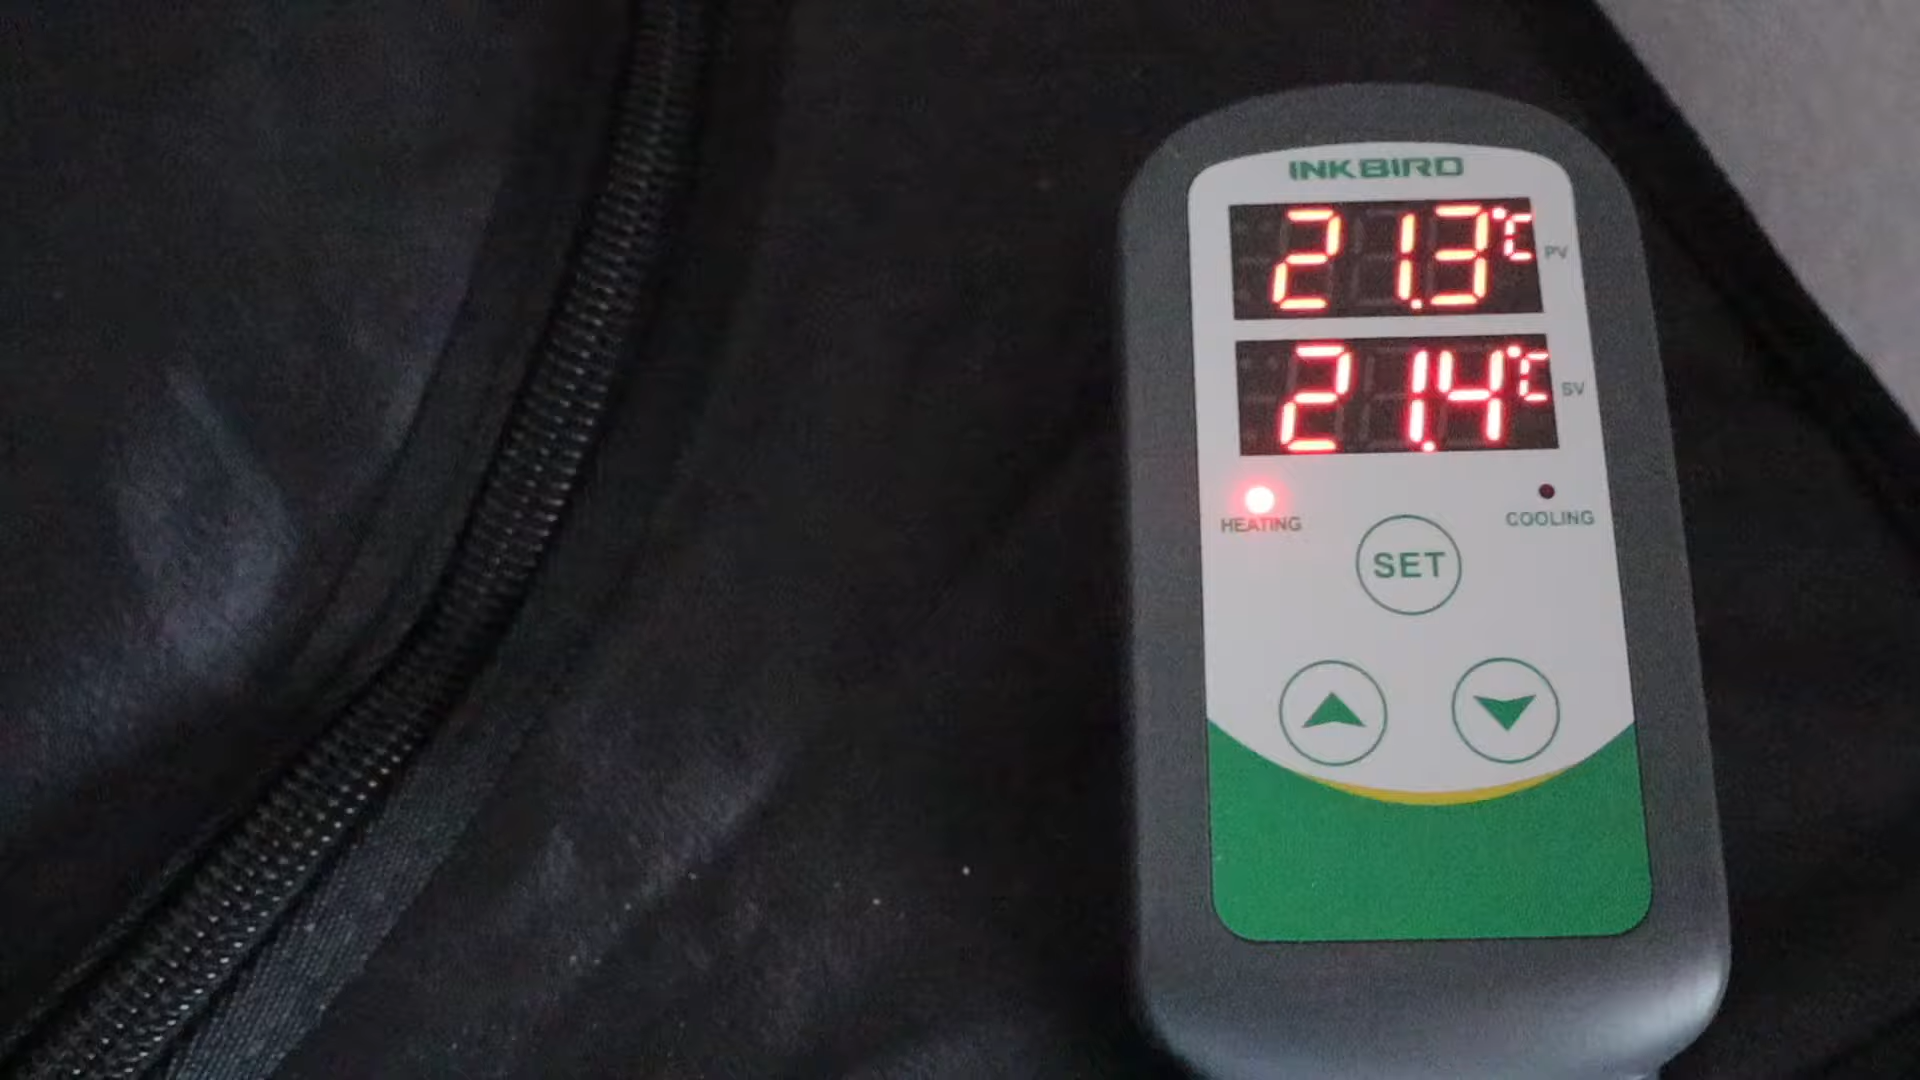 INKBIRD
21.3°C PV
21.4°C SV
HEATING COOLING
SET